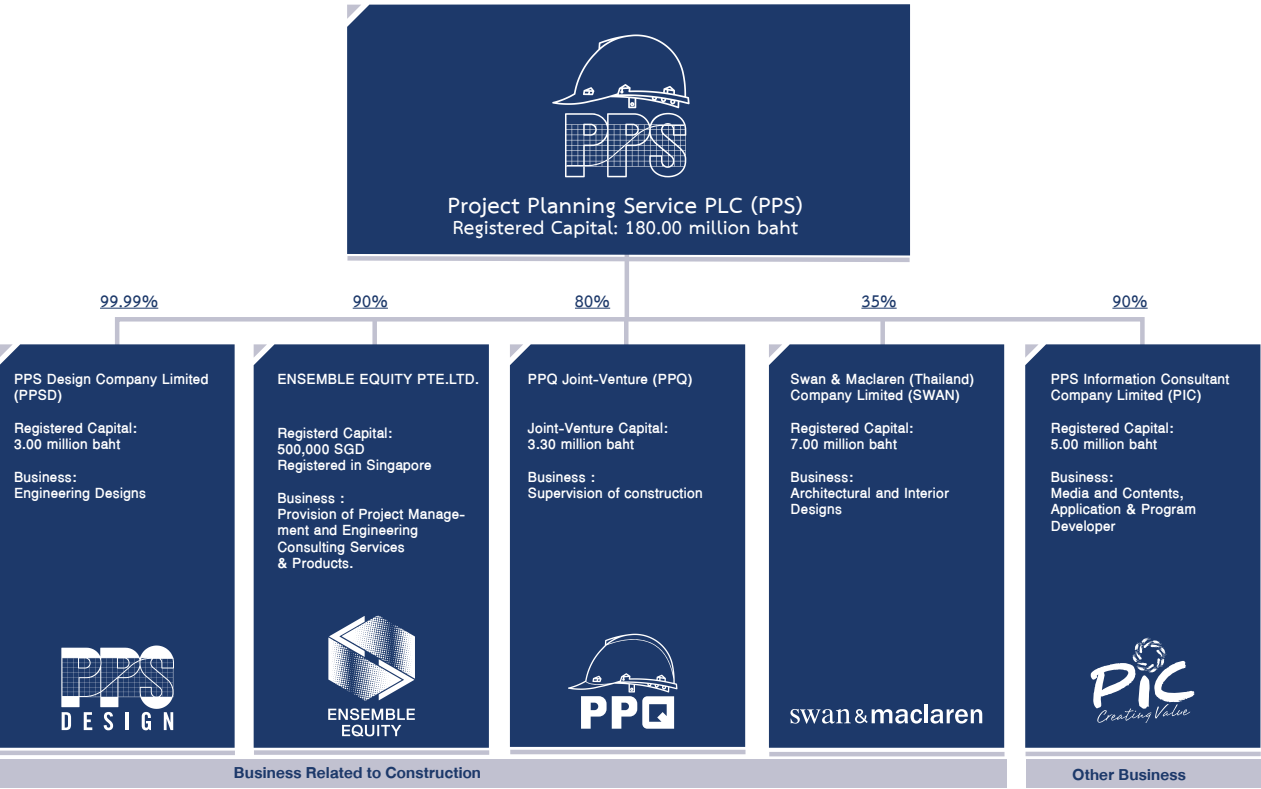 PPS
Project Planning Service PLC (PPS)
Registered Capital: 180.00 million baht
99.99%
90%
80%
35%
90%
PPS Design Company Limited
(PPSD)
Registered Capital:
3.00 million baht
Business:
Engineering Designs
PPS
DESIGN
ENSEMBLE EQUITY PTE.LTD.
Registerd Capital:
500,000 SGD
Registered in Singapore
Business :
Provision of Project Manage-
ment and Engineering
Consulting Services
& Products.
ENSEMBLE
EQUITY
PPQ Joint-Venture (PPQ)
Joint-Venture Capital:
3.30 million baht
Business :
Supervision of construction
PPQ
Swan & Maclaren (Thailand)
Company Limited (SWAN)
Registered Capital:
7.00 million baht
Business:
Architectural and Interior
Designs
swan&maclaren
PPS Information Consultant
Company Limited (PIC)
Registered Capital:
5.00 million baht
Business:
Media and Contents,
Application & Program
Developer
PiC
Creating Value
Business Related to Construction
Other Business